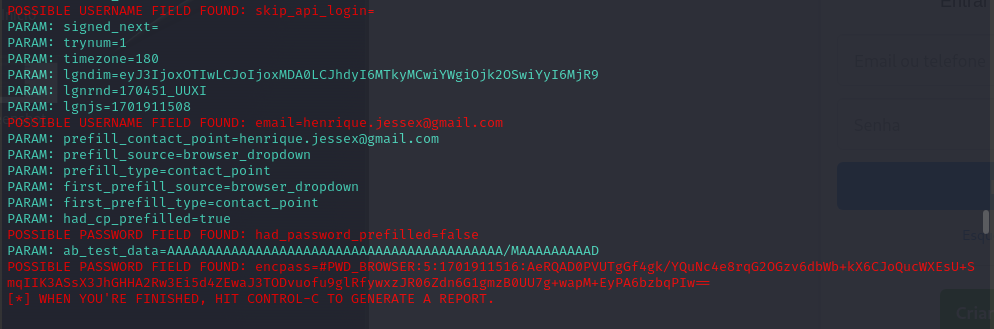 POSSIBLE USERNAME FIELD FOUND: skip_api_login=
PARAM: signed_next=
PARAM: trynum=1
PARAM: timezone=180
PARAM: lgndim=eyJ3IjoxOTIwLCJoIjoxMDA0LCJhdyI6MTkyMCwiYWgiOjk2OSwiYyI6MjR9
PARAM: lgnrnd=170451_UUXI
PARAM: lgnjs=1701911508
POSSIBLE USERNAME FIELD FOUND: email=henrique.jessex@gmail.com
PARAM: prefill_contact_point=henrique.jessex@gmail.com
PARAM: prefill_source=browser_dropdown
PARAM: prefill_type=contact_point
PARAM: first_prefill_source=browser_dropdown
PARAM: first_prefill_type=contact_point
PARAM: had_cp_prefilled=true
POSSIBLE PASSWORD FIELD FOUND: had_password_prefilled=false
PARAM: ab_test_data=AAAAAAAAAAAAAAAAAAAAAAAAAAAAAAAAAAAAAAAAAA/MAAAAAAAAAD
POSSIBLE PASSWORD FIELD FOUND: encpass=#PWD_BROWSER:5:1701911516:AeRQAD0PVUTgGf4gk/YQuNc4e8rqG2OGzv6dbWb+kX6CJoQucWXEsU+S
mqIIK3ASsX3JhGHHA2Rw3Ei5d4ZEwaJ3TODvuofu9glRfywxzJR06Zdn6G1gmzB0UU7g+wapM+EyPA6bzbqPIw==
[*] WHEN YOU'RE FINISHED, HIT CONTROL-C TO GENERATE A REPORT.
Entrar
Email ou telefone
Senha
Esqu
Criar